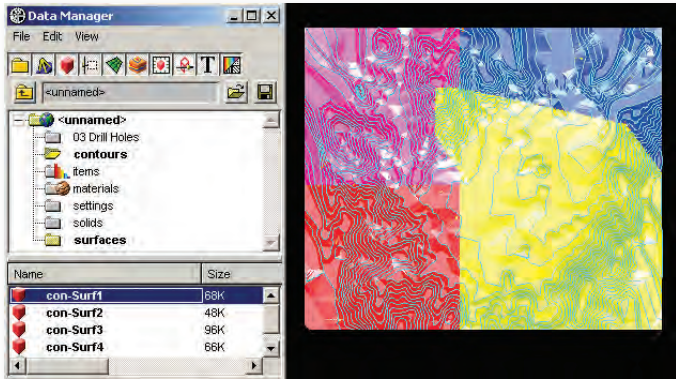 Data Manager
File Edit View
T
<unnamed>
<unnamed>
03 Drill Holes
contours
items
materials
settings
solids
surfaces
Name Size
con-Surf1 68K
con-Surf2 48K
con-Surf3 96K
con-Surf4 66K